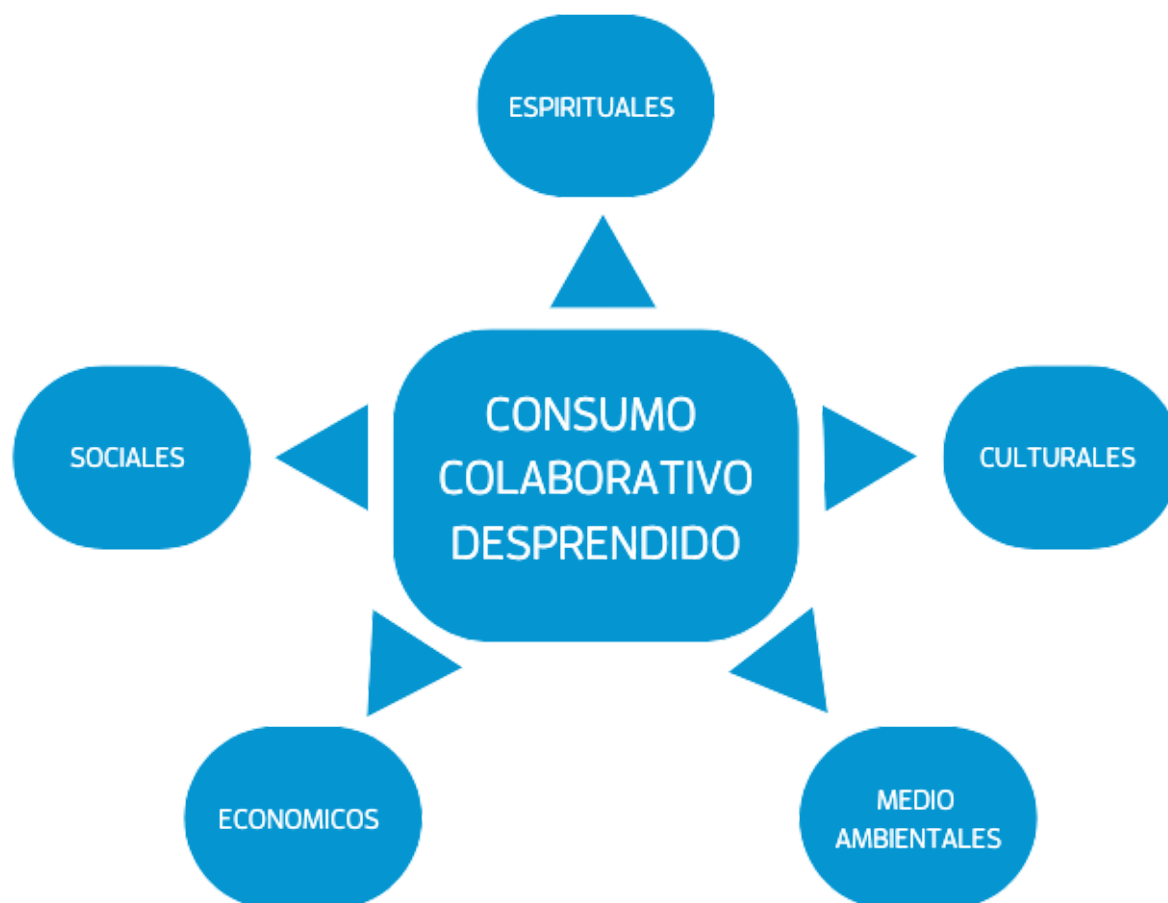 ESPIRITUALES
SOCIALES
CONSUMO
COLABORATIVO
DESPRENDIDO
CULTURALES
ECONOMICOS
MEDIO
AMBIENTALES